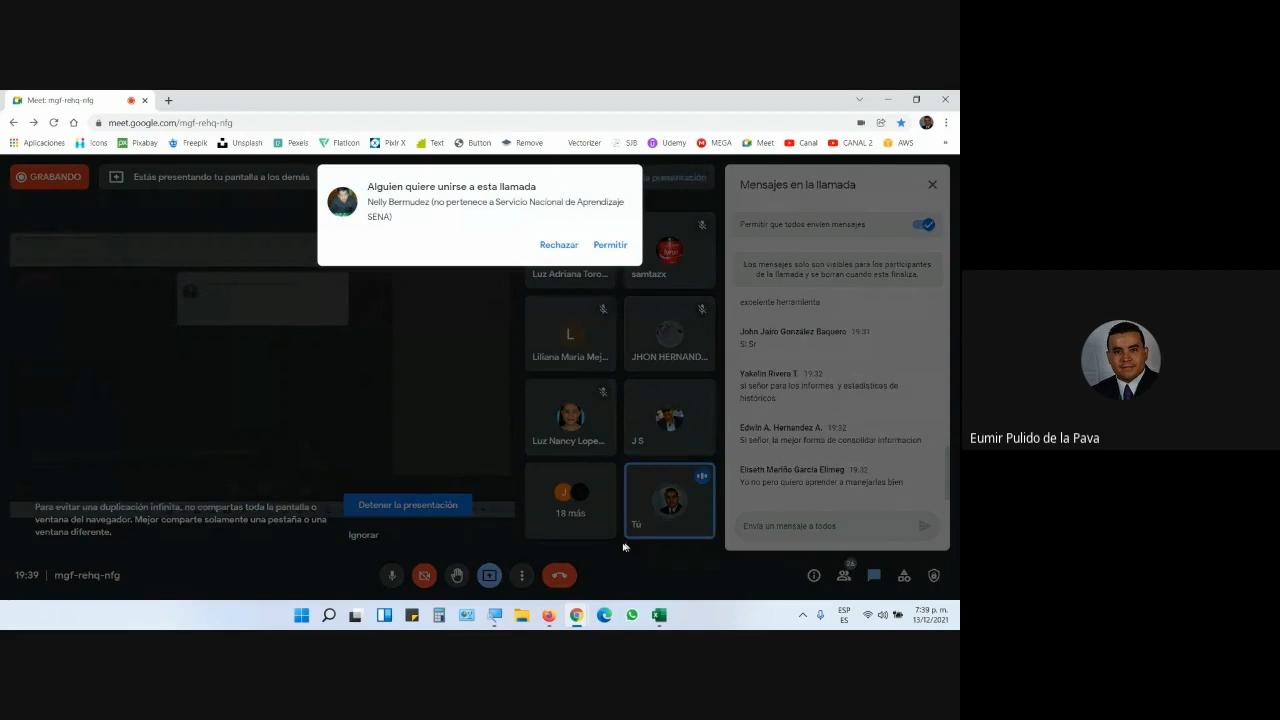 Meet: mgf-rehq-nfg
meet.google.com/mgf-rehq-nfg
Aplicaciones
Icons
Pixabay
Freepik
Unsplash
Pexels
Flaticon
Pixlr X
Text
Button
Remove
Vectorizer
SJB
Udemy
MEGA
Meet
Canal
CANAL 2
AWS
»
GRABANDO
Estás presentando tu pantalla a los demás
la presentación
Alguien quiere unirse a esta llamada
Nelly Bermudez (no pertenece a Servicio Nacional de Aprendizaje
SENA)
Rechazar
Permitir
Luz Adriana Toro...
samtazx
L
Liliana Maria Mej...
JHON HERNAND...
Luz Nancy Lope...
J S
J
18 más
Tú
Para evitar una duplicación infinita, no compartas toda la pantalla o
ventana del navegador. Mejor comparte solamente una pestaña o una
ventana diferente.
Detener la presentación
Ignorar
Mensajes en la llamada
Permitir que todos envíen mensajes
Los mensajes solo son visibles para los participantes
de la llamada y se borran cuando esta finaliza.
excelente herramienta
John Jairo González Baquero 19:31
Si Sr
Yakelin Rivera T. 19:32
si señor para los informes y estadísticas de
históricos.
Edwin A. Hernandez A. 19:32
Si señor, la mejor forma de consolidar informacion
Eliseth Meriño Garcia Elimeg 19:32
Yo no pero quiero aprender a manejarlas bien
Envía un mensaje a todos
19:39 | mgf-rehq-nfg
26
ESP
ES
7:39 p. m.
13/12/2021
Eumir Pulido de la Pava